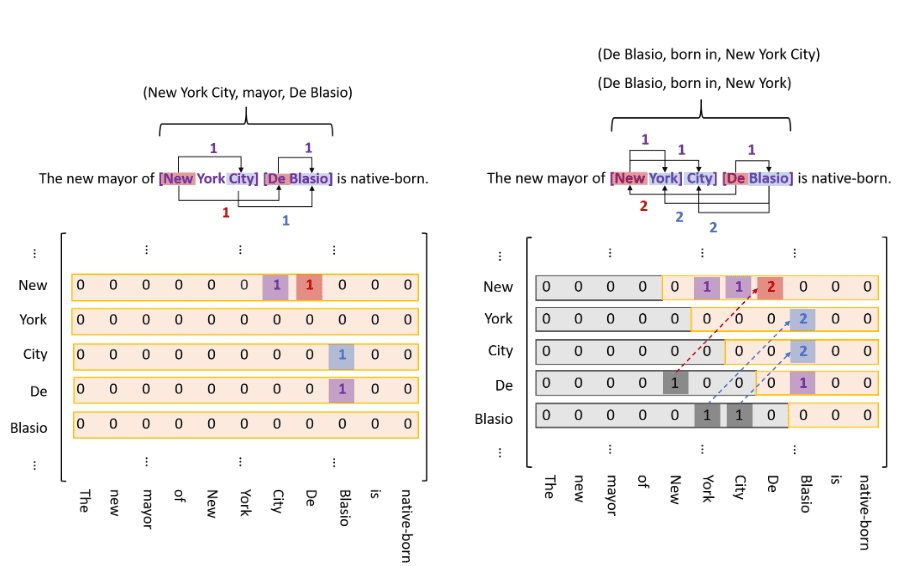 (New York City, mayor, De Blasio)
1 1
The new mayor of [New York City] [De Blasio] is native-born.
1 1
⋮ ⋮ ⋮ ⋮
New 0 0 0 0 0 0 1 1 0 0 0
York 0 0 0 0 0 0 0 0 0 0 0
City 0 0 0 0 0 0 0 0 1 0 0
De 0 0 0 0 0 0 0 0 1 0 0
Blasio 0 0 0 0 0 0 0 0 0 0 0
⋮ ⋮ ⋮ ⋮
The new mayor of New York City De Blasio is native-born
(De Blasio, born in, New York City)
(De Blasio, born in, New York)
1 1 1
The new mayor of [New York] City] [De Blasio] is native-born.
2 2 2
⋮ ⋮ ⋮ ⋮
New 0 0 0 0 0 1 1 2 0 0 0
York 0 0 0 0 0 0 0 0 2 0 0
City 0 0 0 0 0 0 0 0 2 0 0
De 0 0 0 0 1 0 0 0 1 0 0
Blasio 0 0 0 0 0 1 1 0 0 0 0
⋮ ⋮ ⋮
The new mayor of New York City De Blasio is native-born